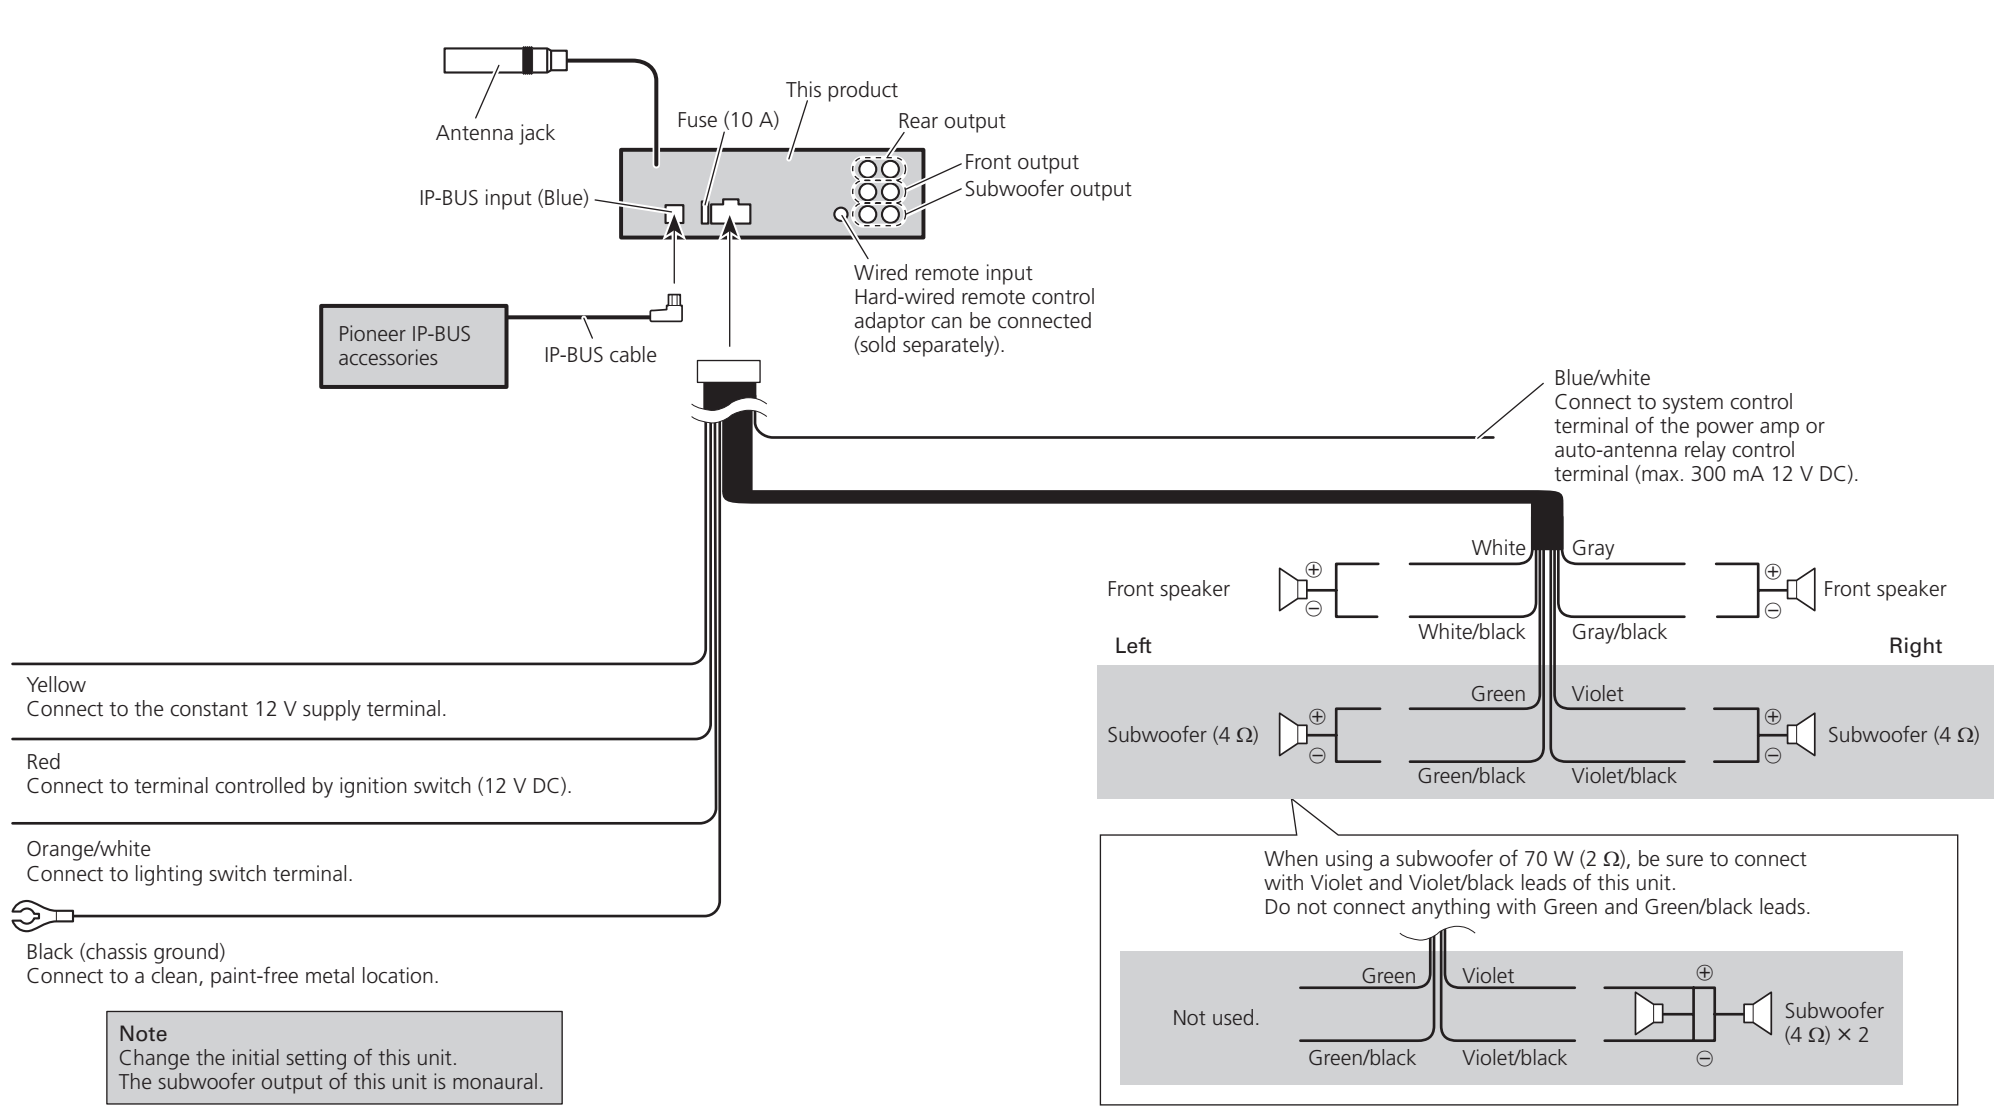 This product
Fuse (10 A)
Rear output
Antenna jack
Front output
Subwoofer output
IP-BUS input (Blue)
Wired remote input
Hard-wired remote control
adaptor can be connected
(sold separately).
Pioneer IP-BUS
accessories
IP-BUS cable
Blue/white
Connect to system control
terminal of the power amp or
auto-antenna relay control
terminal (max. 300 mA 12 V DC).
White
Gray
⊕
⊕
Front speaker
Front speaker
⊖
⊖
White/black
Gray/black
Left
Right
Yellow
Connect to the constant 12 V supply terminal.
Green
Violet
⊕
⊕
Subwoofer (4 Ω)
Subwoofer (4 Ω)
⊖
⊖
Green/black
Violet/black
Red
Connect to terminal controlled by ignition switch (12 V DC).
Orange/white
Connect to lighting switch terminal.
Black (chassis ground)
Connect to a clean, paint-free metal location.
When using a subwoofer of 70 W (2 Ω), be sure to connect
with Violet and Violet/black leads of this unit.
Do not connect anything with Green and Green/black leads.
Green
Violet
⊕
Not used.
Subwoofer
(4 Ω) × 2
Green/black
Violet/black
⊖
Note
Change the initial setting of this unit.
The subwoofer output of this unit is monaural.